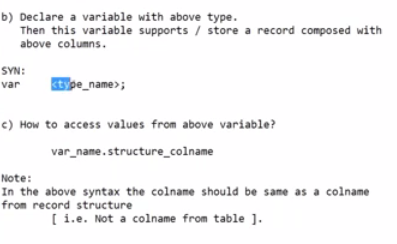 b) Declare a variable with above type.
Then this variable supports / store a record composed with
above columns.
SYN:
var <type_name>;
c) How to access values from above variable?
var_name.structure_colname
Note:
In the above syntax the colname should be same as a colname
from record structure
[ i.e. Not a colname from table ].